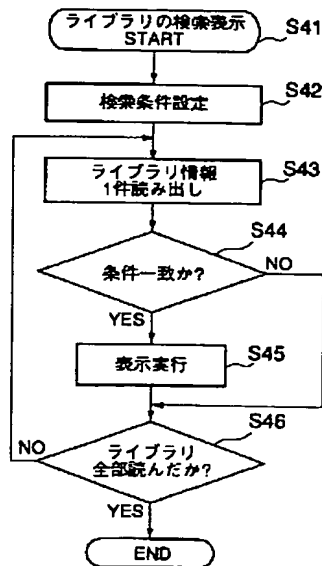 ライブラリの検索表示
START
S41
検索条件設定
S42
ライブラリ情報
1件読み出し
S43
S44
条件一致か?
NO
YES
表示実行
S45
S46
NO
ライブラリ
全部読んだか?
YES
END